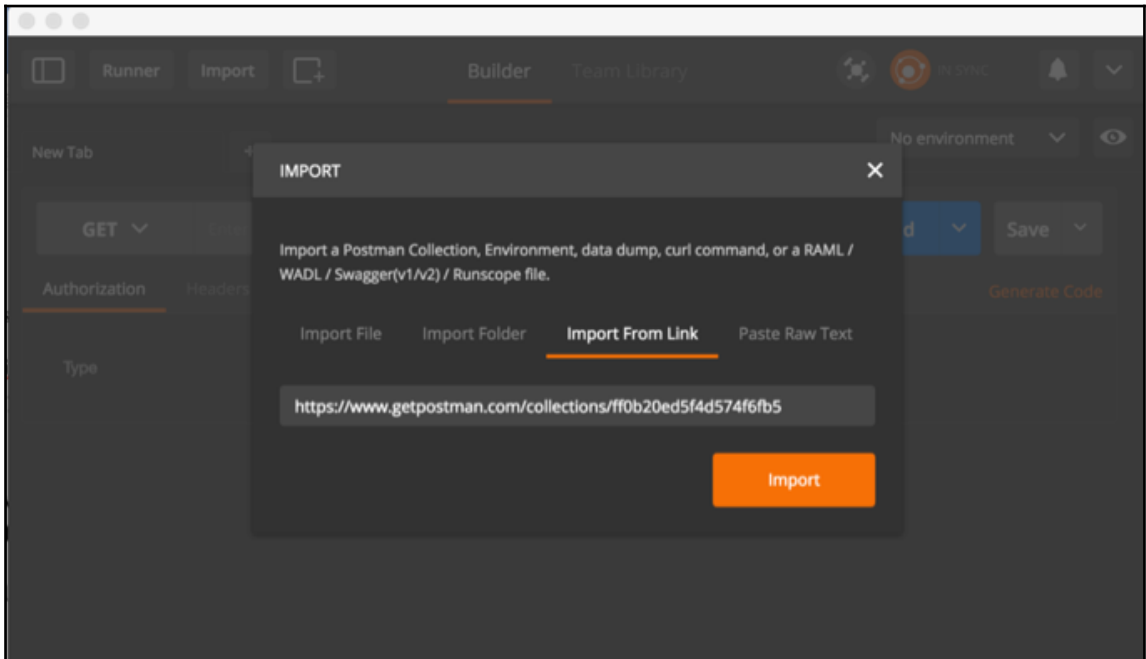 Runner Import Builder Team Library IN SYNC
New Tab + No environment
IMPORT
GET Save
Import a Postman Collection, Environment, data dump, curl command, or a RAML /
WADL / Swagger(v1/v2) / Runscope file.
Authorization Headers Generate Code
Import File Import Folder Import From Link Paste Raw Text
Type
https://www.getpostman.com/collections/ff0b20ed5f4d574f6fb5
Import